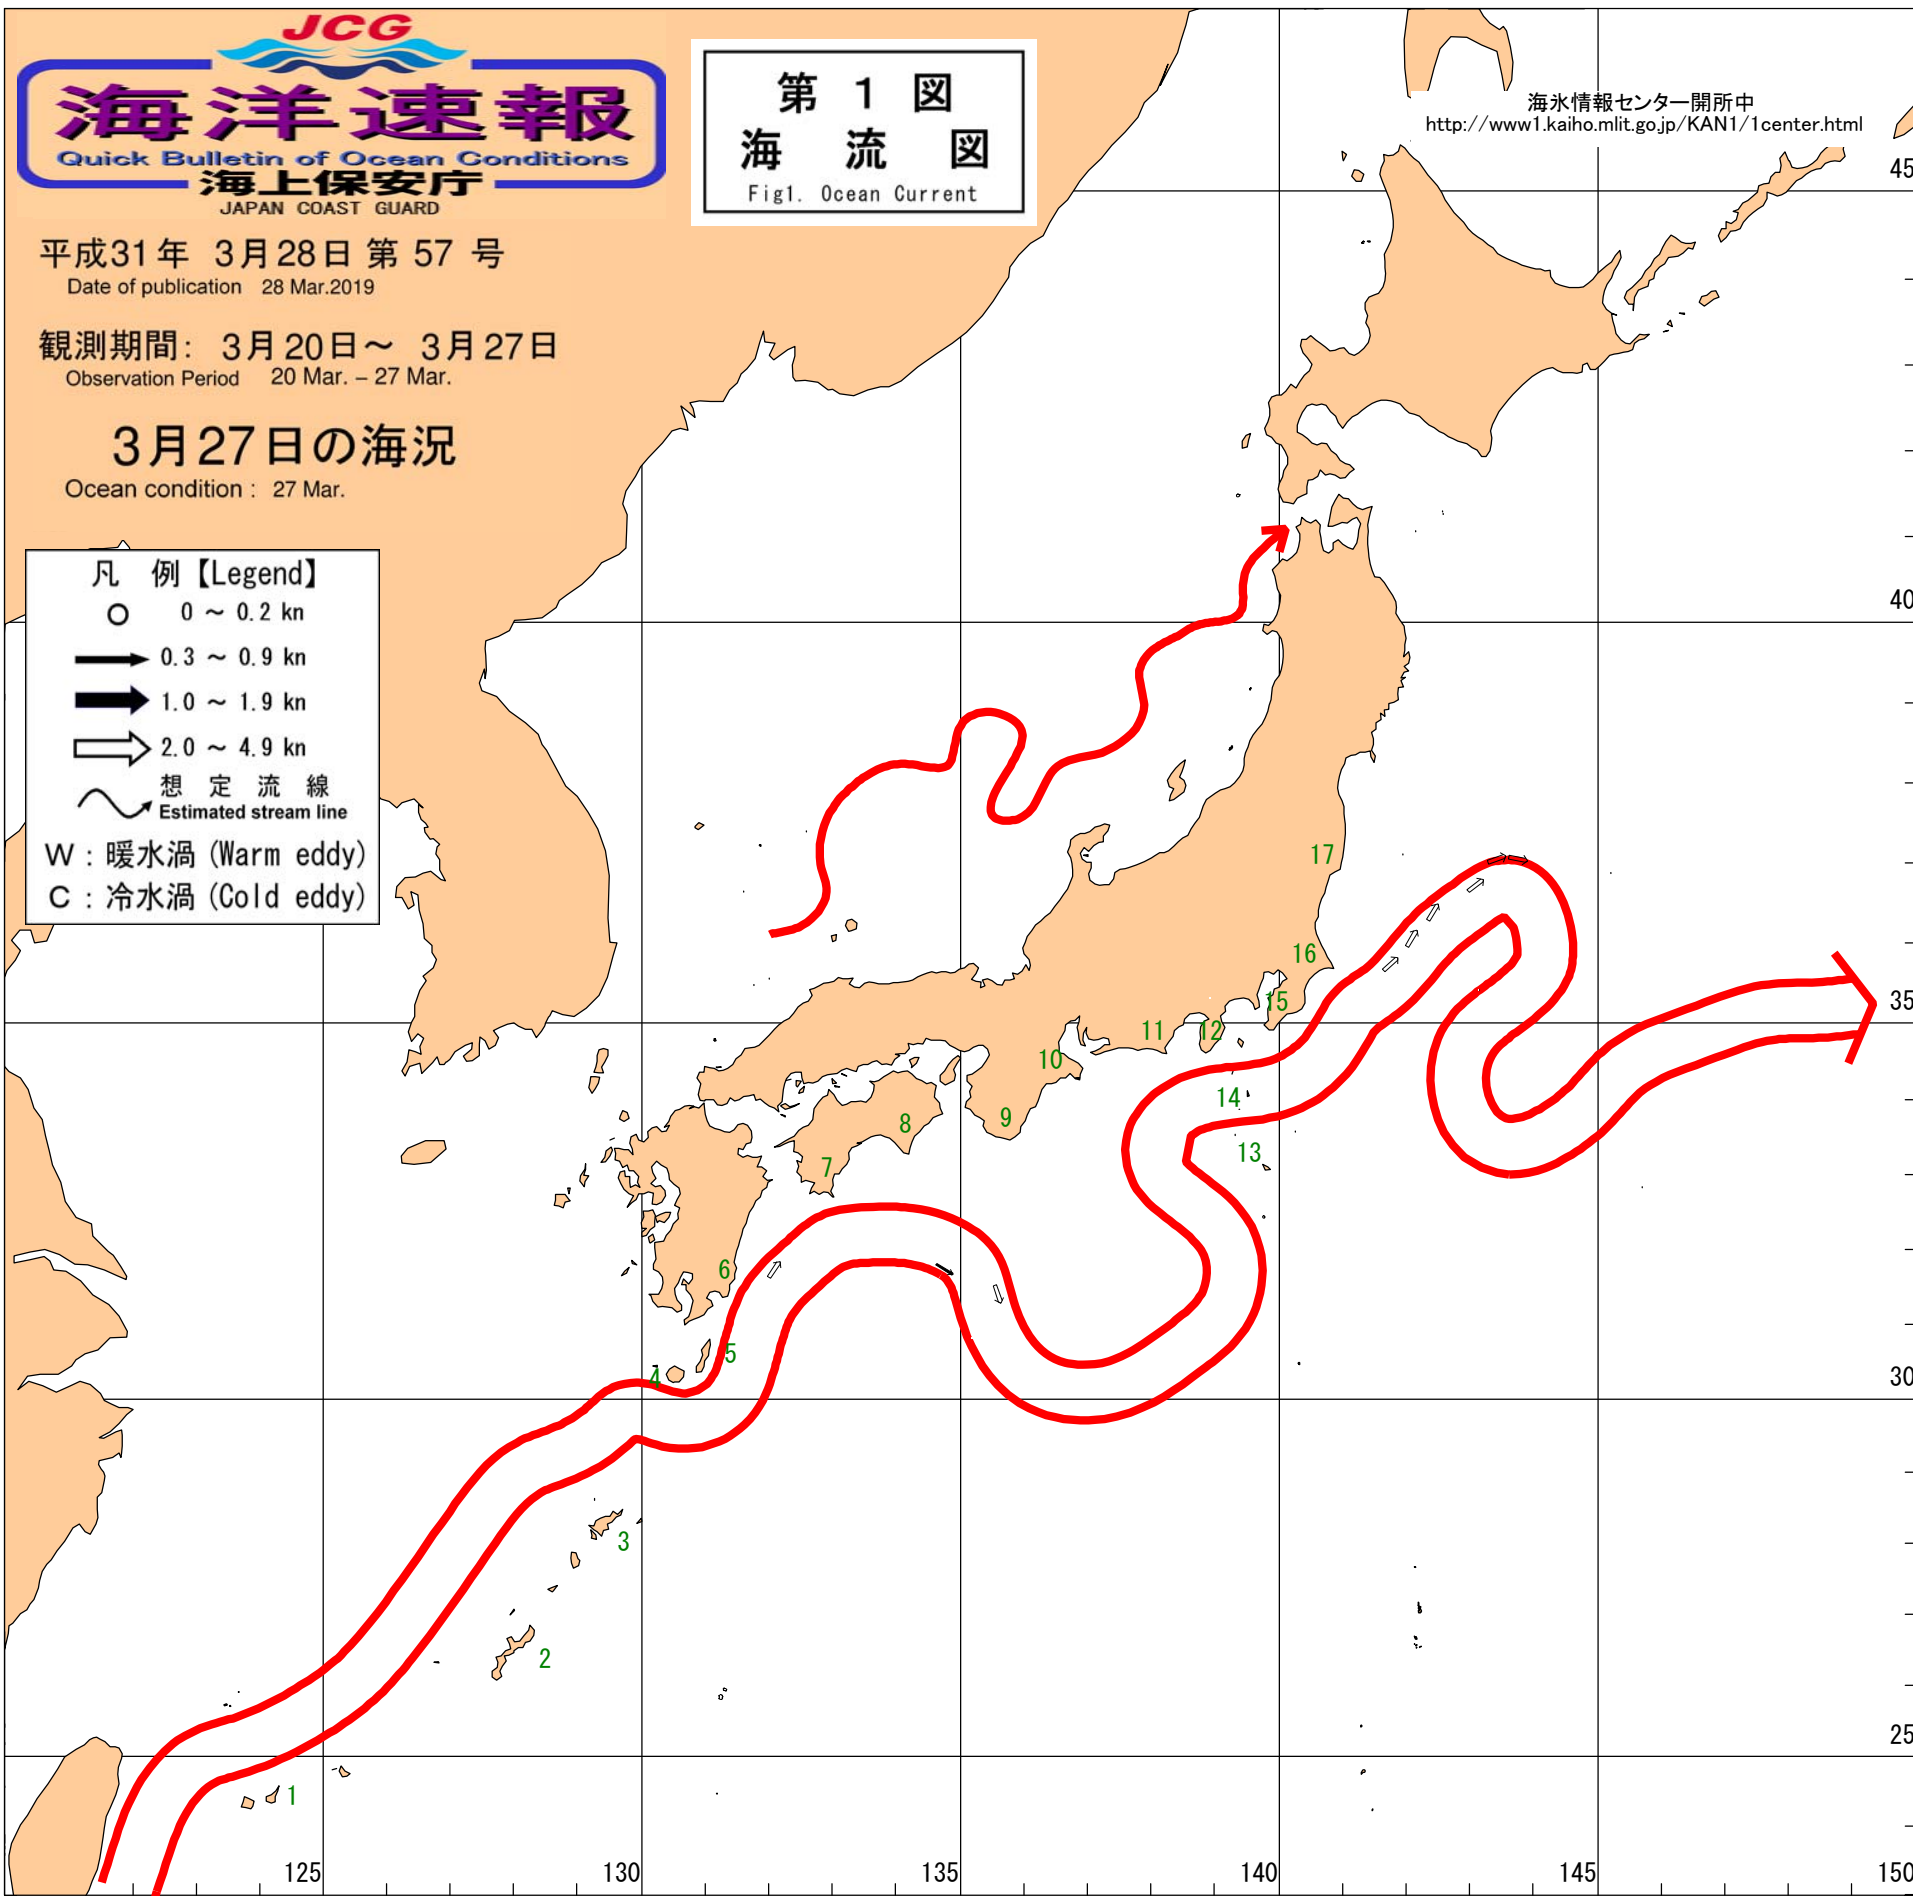 JCG
海洋速報
Quick Bulletin of Ocean Conditions
海上保安庁
JAPAN COAST GUARD
平成31年 3月28日 第 57 号
Date of publication 28 Mar.2019
観測期間: 3月20日～ 3月27日
Observation Period 20 Mar. – 27 Mar.
3月27日の海況
Ocean condition : 27 Mar.
第 1 図
海 流 図
Fig1. Ocean Current
海氷情報センター開所中
http://www1.kaiho.mlit.go.jp/KAN1/1center.html
凡 例【Legend】
0 ～ 0.2 kn
0.3 ～ 0.9 kn
1.0 ～ 1.9 kn
2.0 ～ 4.9 kn
想 定 流 線
Estimated stream line
W : 暖水渦 (Warm eddy)
C : 冷水渦 (Cold eddy)
45
40
17
16
35
15
12
11
10
14
9
8
13
7
6
5
4
30
3
2
25
1
125
130
135
140
145
150